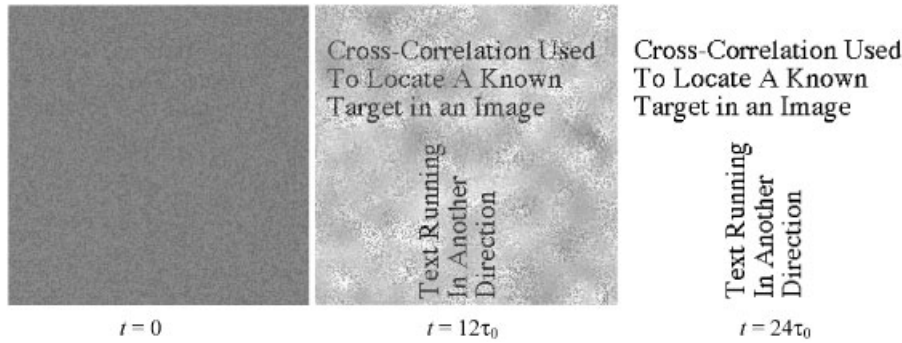 Cross-Correlation Used
To Locate A Known
Target in an Image
Text Running
In Another
Direction
Cross-Correlation Used
To Locate A Known
Target in an Image
Text Running
In Another
Direction
t = 0
t = 12τ₀
t = 24τ₀